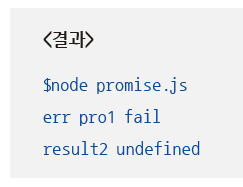 <결과>
$node promise.js
err pro1 fail
result2 undefined